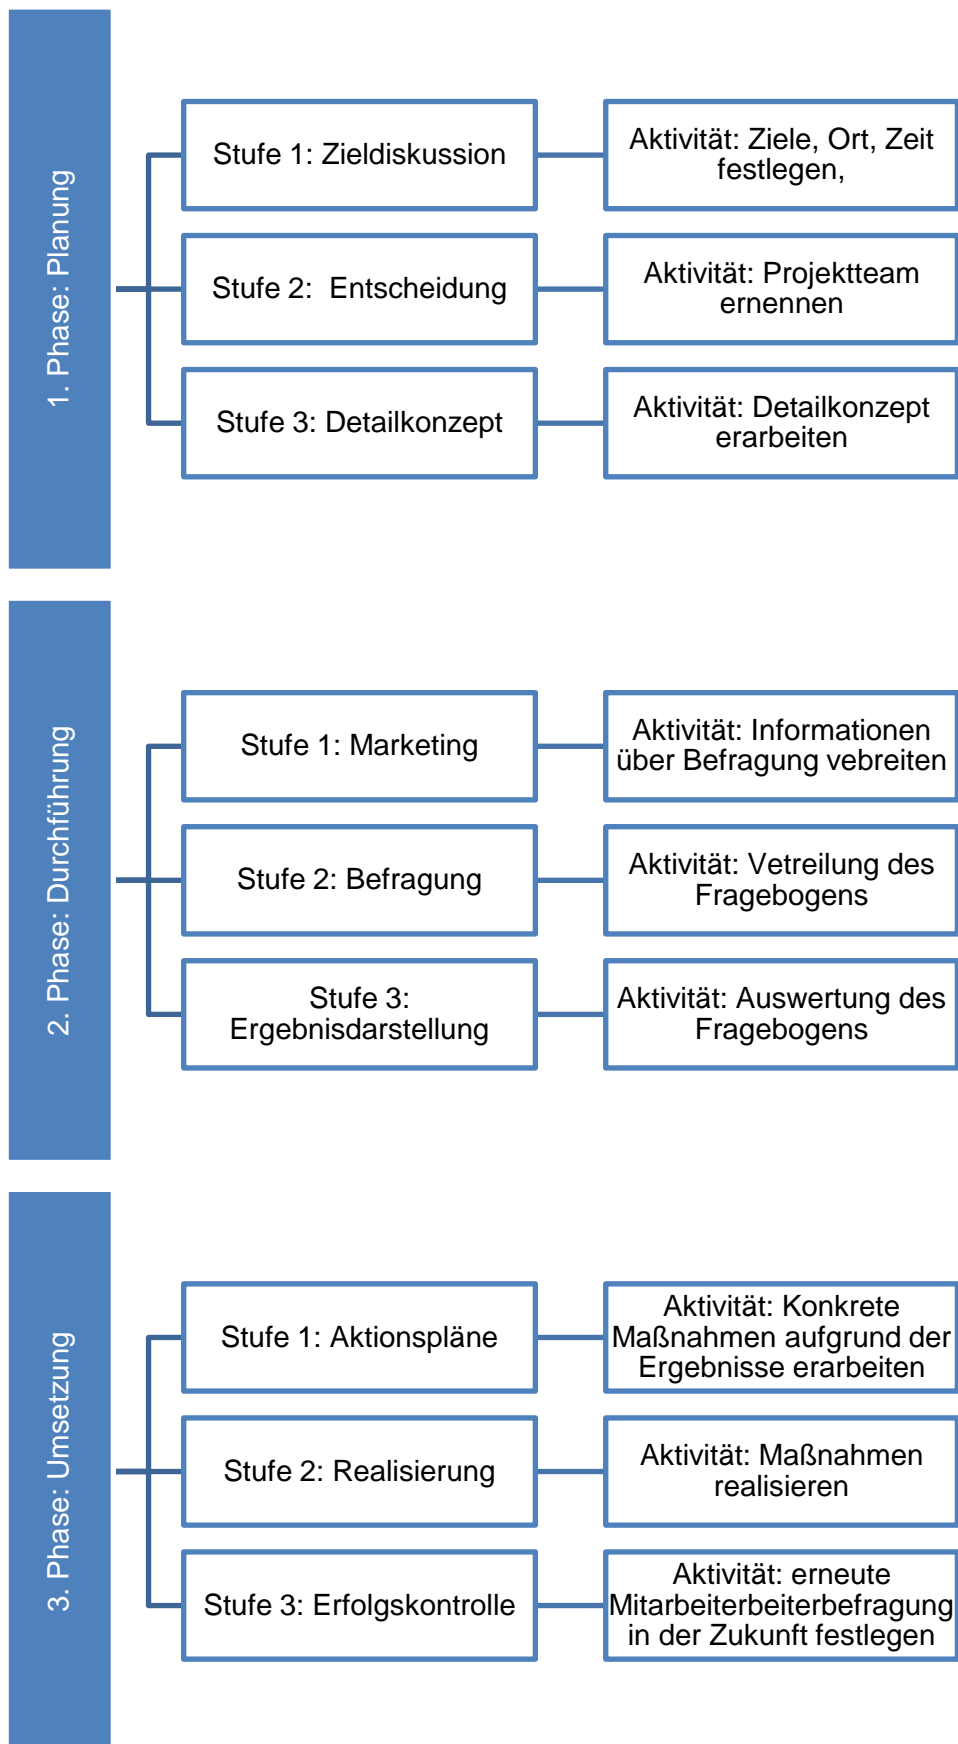 1. Phase: Planung
Stufe 1: Zieldiskussion
Aktivität: Ziele, Ort, Zeit
festlegen,
Stufe 2:  Entscheidung
Aktivität: Projektteam
ernennen
Stufe 3: Detailkonzept
Aktivität: Detailkonzept
erarbeiten
2. Phase: Durchführung
Stufe 1: Marketing
Aktivität: Informationen
über Befragung vebreiten
Stufe 2: Befragung
Aktivität: Vetreilung des
Fragebogens
Stufe 3:
Ergebnisdarstellung
Aktivität: Auswertung des
Fragebogens
3. Phase: Umsetzung
Stufe 1: Aktionspläne
Aktivität: Konkrete
Maßnahmen aufgrund der
Ergebnisse erarbeiten
Stufe 2: Realisierung
Aktivität: Maßnahmen
realisieren
Stufe 3: Erfolgskontrolle
Aktivität: erneute
Mitarbeiterbeiterbefragung
in der Zukunft festlegen